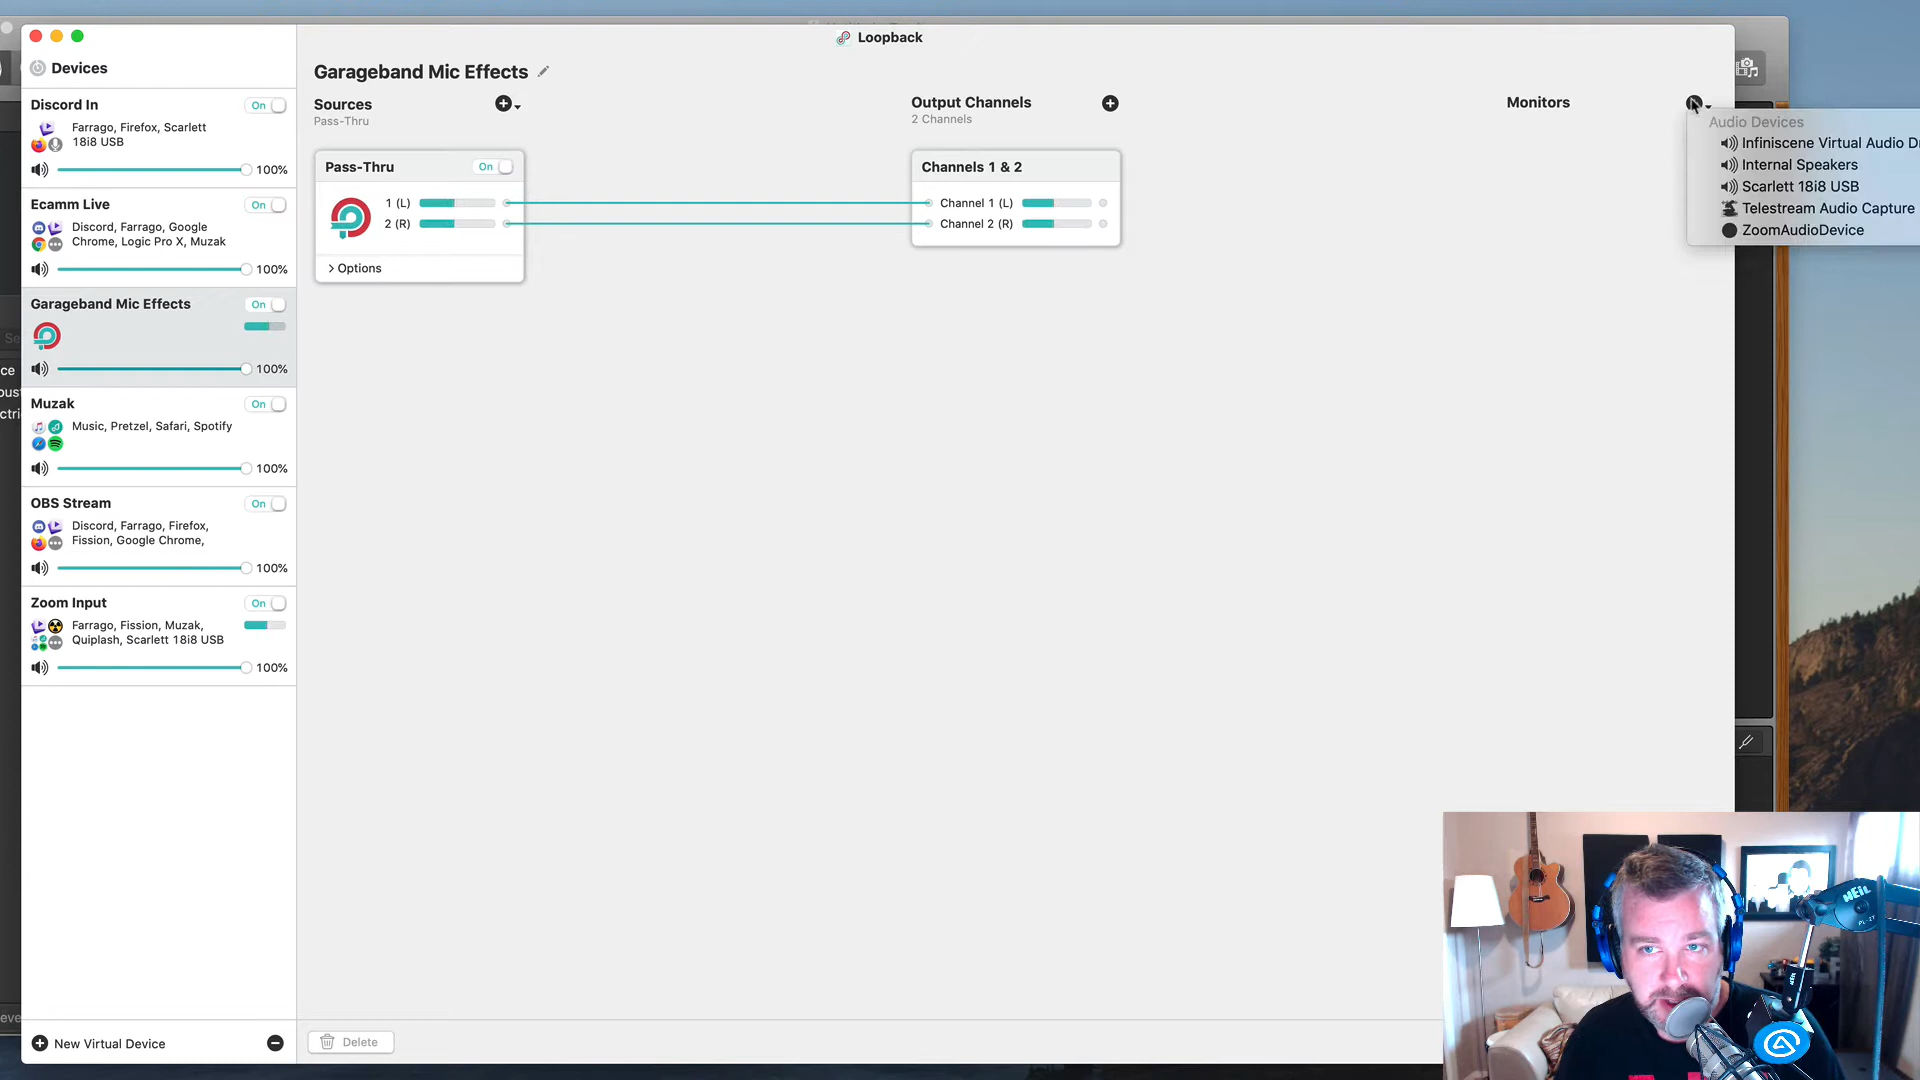 Loopback
Devices
Discord In
On
Farrago, Firefox, Scarlett
18i8 USB
100%
Ecamm Live
On
Discord, Farrago, Google
Chrome, Logic Pro X, Muzak
100%
Garageband Mic Effects
On
100%
Muzak
On
Music, Pretzel, Safari, Spotify
100%
OBS Stream
On
Discord, Farrago, Firefox,
Fission, Google Chrome,
100%
Zoom Input
On
Farrago, Fission, Muzak,
Quiplash, Scarlett 18i8 USB
100%
New Virtual Device
Garageband Mic Effects
Sources
Pass-Thru
Pass-Thru
On
1 (L)
2 (R)
Options
Output Channels
2 Channels
Channels 1 & 2
Channel 1 (L)
Channel 2 (R)
Monitors
Audio Devices
Infiniscene Virtual Audio D
Internal Speakers
Scarlett 18i8 USB
Telestream Audio Capture
ZoomAudioDevice
Delete
HEiL